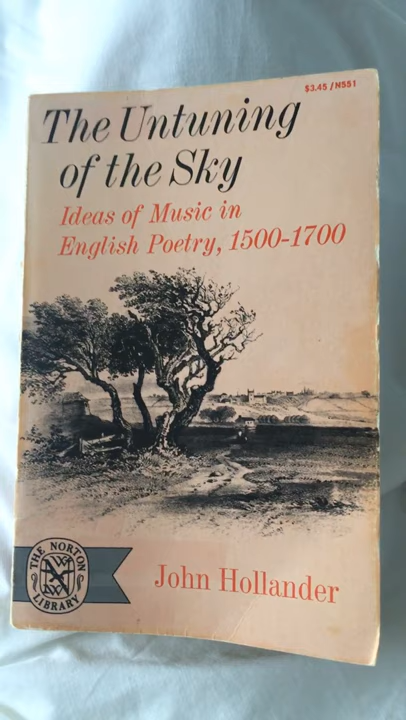 $3.45 / N551
The Untuning
of the Sky
Ideas of Music in
English Poetry, 1500-1700
THE NORTON
LIBRARY
John Hollander